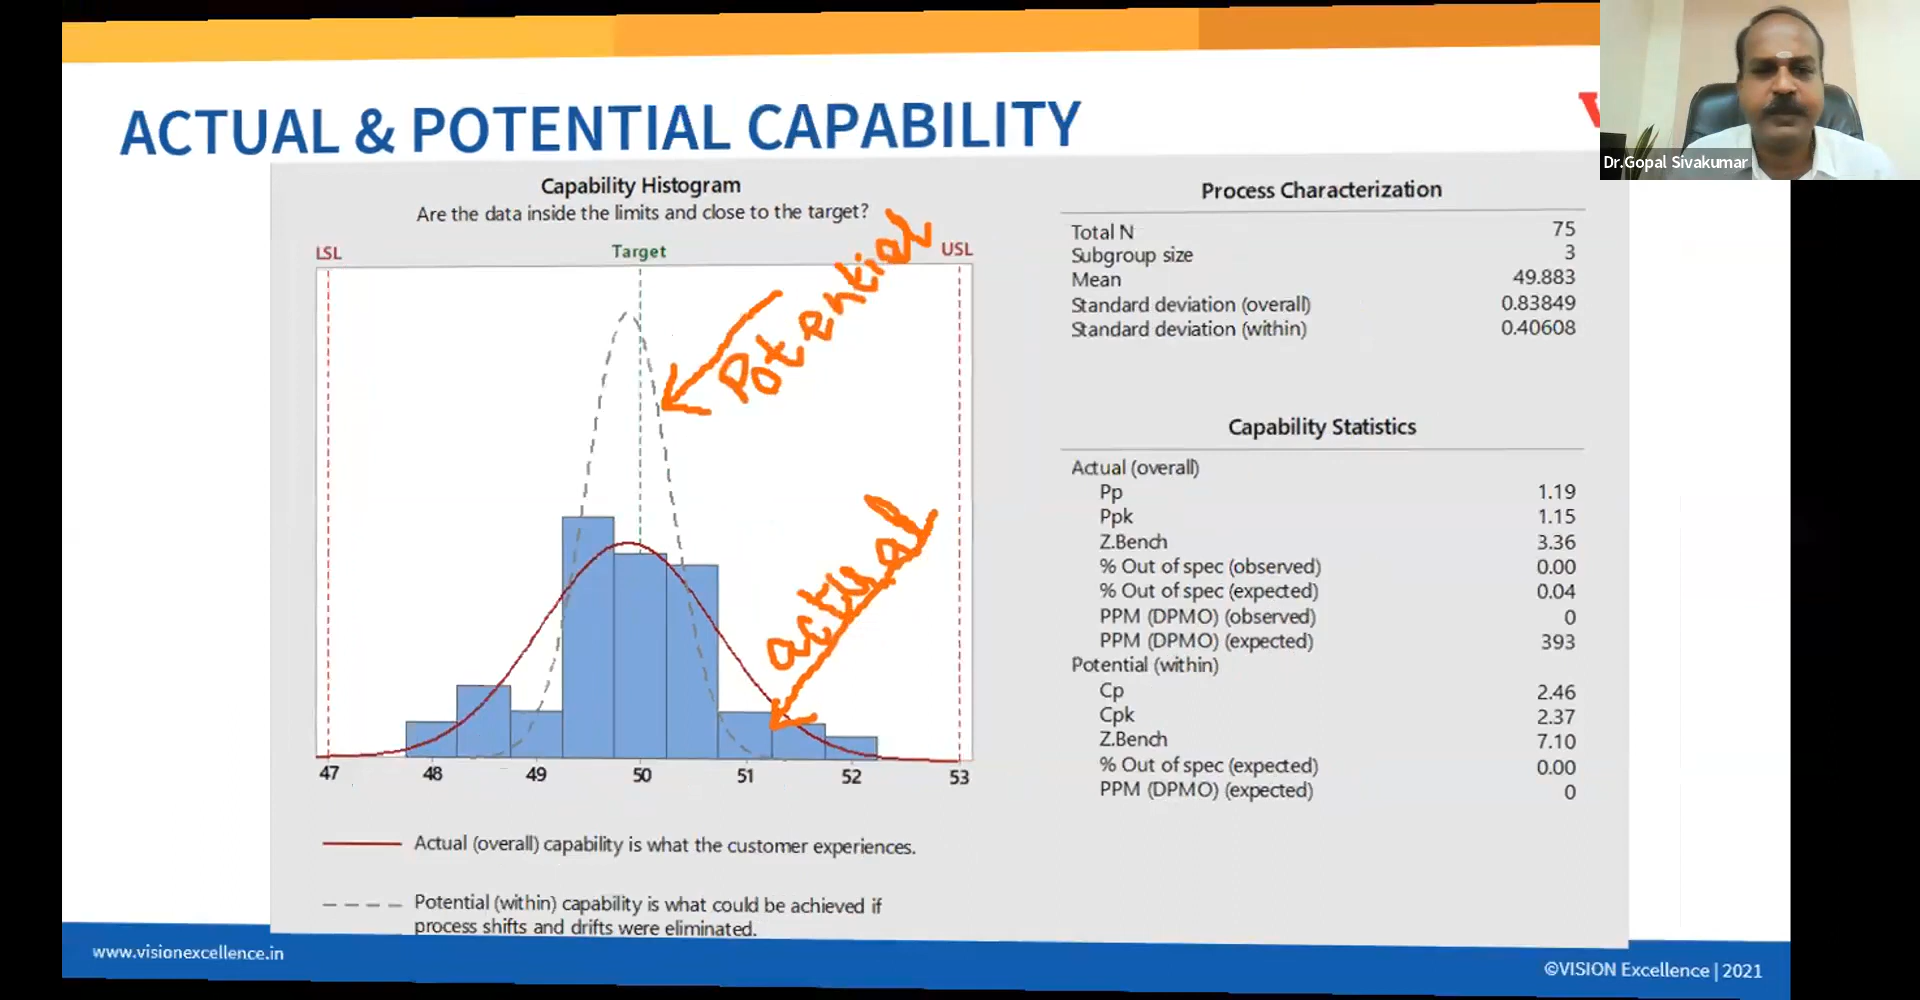 ACTUAL & POTENTIAL CAPABILITY
Dr.Gopal Sivakumar
Capability Histogram
Are the data inside the limits and close to the target?
LSL
Target
USL
Potential
actual
47 48 49 50 51 52 53
Actual (overall) capability is what the customer experiences.
Potential (within) capability is what could be achieved if
process shifts and drifts were eliminated.
Process Characterization
Total N 75
Subgroup size 3
Mean 49.883
Standard deviation (overall) 0.83849
Standard deviation (within) 0.40608
Capability Statistics
Actual (overall)
Pp 1.19
Ppk 1.15
Z.Bench 3.36
% Out of spec (observed) 0.00
% Out of spec (expected) 0.04
PPM (DPMO) (observed) 0
PPM (DPMO) (expected) 393
Potential (within)
Cp 2.46
Cpk 2.37
Z.Bench 7.10
% Out of spec (expected) 0.00
PPM (DPMO) (expected) 0
www.visionexcellence.in
©VISION Excellence | 2021